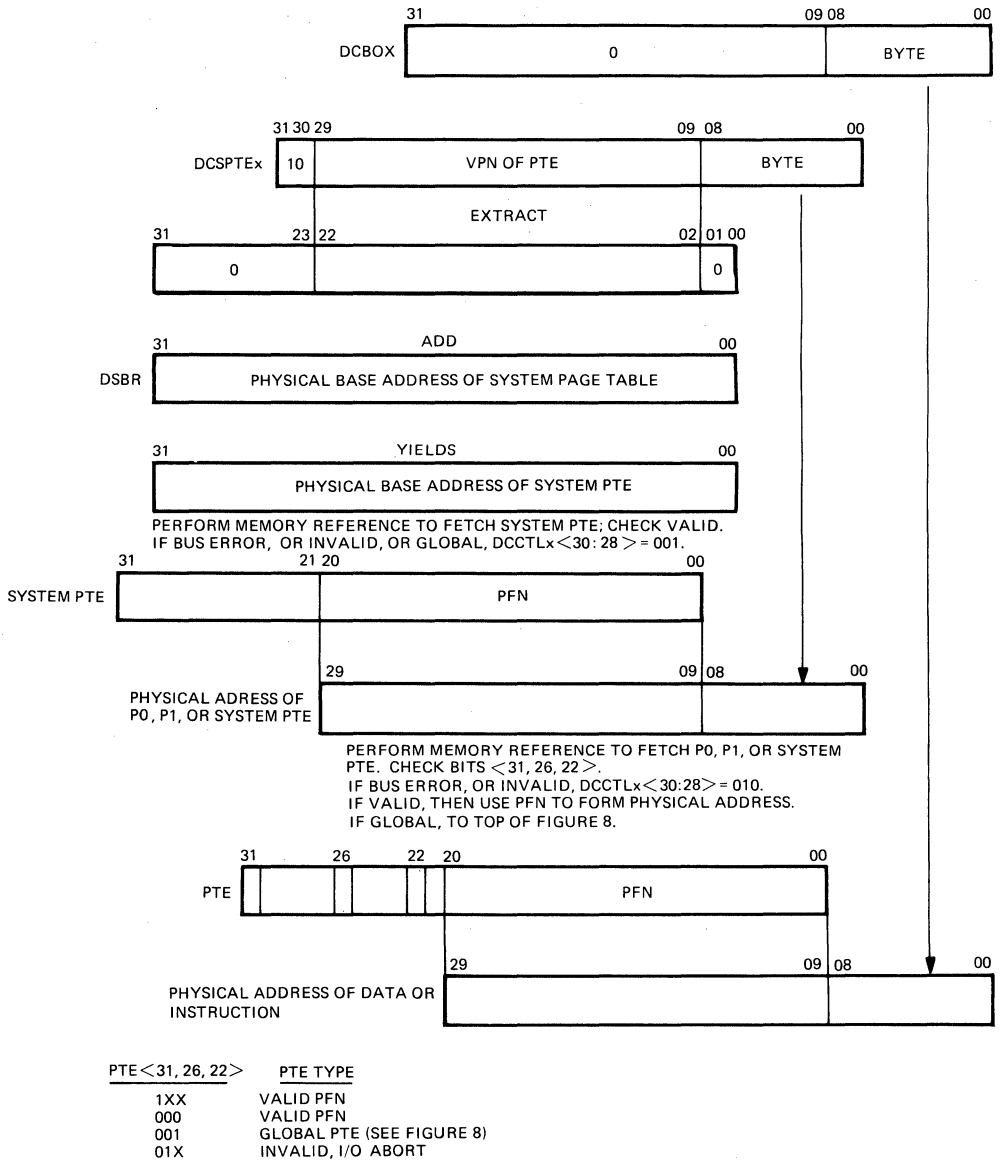 31 09 08 00
DCBOX 0 BYTE
31 30 29 09 08 00
DCSPTEx 10 VPN OF PTE BYTE
EXTRACT
31 23 22 02 01 00
0 0
ADD
31 00
DSBR PHYSICAL BASE ADDRESS OF SYSTEM PAGE TABLE
YIELDS
31 00
PHYSICAL BASE ADDRESS OF SYSTEM PTE
PERFORM MEMORY REFERENCE TO FETCH SYSTEM PTE; CHECK VALID.
IF BUS ERROR, OR INVALID, OR GLOBAL, DCCTLx<30:28> = 001.
31 21 20 00
SYSTEM PTE PFN
29 09 08 00
PHYSICAL ADRESS OF
P0, P1, OR SYSTEM PTE
PERFORM MEMORY REFERENCE TO FETCH P0, P1, OR SYSTEM
PTE. CHECK BITS <31, 26, 22>.
IF BUS ERROR, OR INVALID, DCCTLx<30:28> = 010.
IF VALID, THEN USE PFN TO FORM PHYSICAL ADDRESS.
IF GLOBAL, TO TOP OF FIGURE 8.
31 26 22 20 00
PTE PFN
29 09 08 00
PHYSICAL ADDRESS OF DATA OR
INSTRUCTION
PTE<31, 26, 22> PTE TYPE
1XX VALID PFN
000 VALID PFN
001 GLOBAL PTE (SEE FIGURE 8)
01X INVALID, I/O ABORT